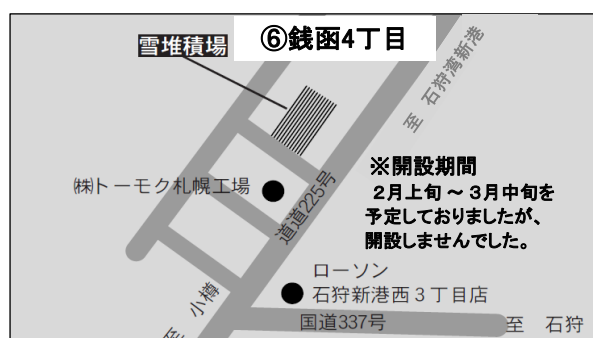 ⑥銭函4丁目
雪堆積場
至 石狩湾新港
㈱トーモク札幌工場
道道225号
※開設期間
2月上旬 ~ 3月中旬を
予定しておりましたが、
開設しませんでした。
ローソン
石狩新港西3丁目店
至 小樽
国道337号
至 石狩